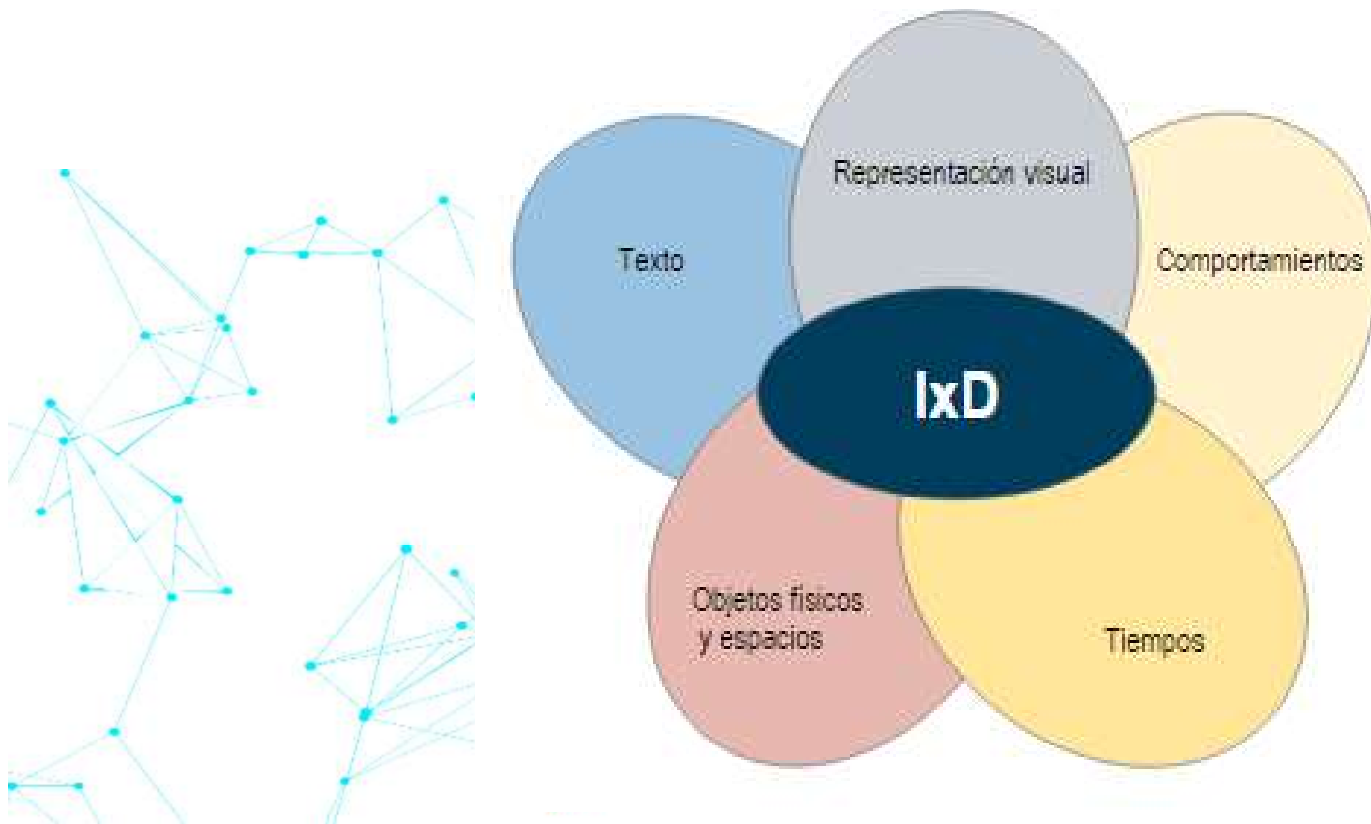 Representación visual
Texto
Comportamientos
IxD
Objetos físicos
y espacios
Tiempos